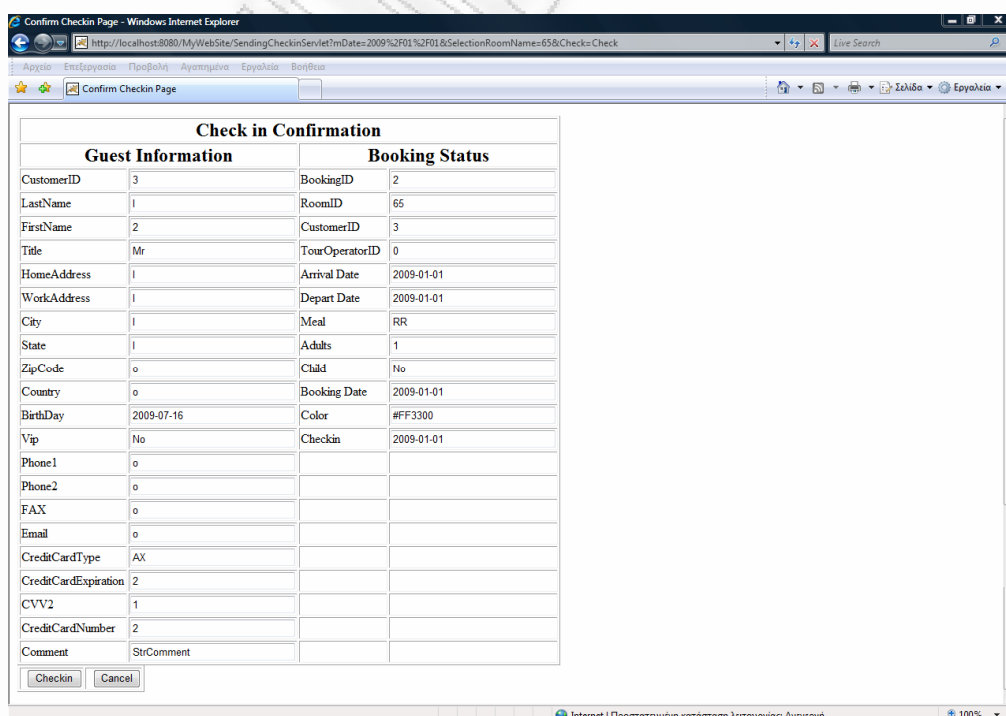 Confirm Checkin Page - Windows Internet Explorer
http://localhost:8080/MyWebSite/SendingCheckinServlet?mDate=2009%2F01%2F01&SelectionRoomName=65&Check=Check Live Search
Αρχείο Επεξεργασία Προβολή Αγαπημένα Εργαλεία Βοήθεια
Confirm Checkin Page Σελίδα Εργαλεία
Check in Confirmation
Guest Information Booking Status
CustomerID 3 BookingID 2
LastName l RoomID 65
FirstName 2 CustomerID 3
Title Mr TourOperatorID 0
HomeAddress l Arrival Date 2009-01-01
WorkAddress l Depart Date 2009-01-01
City l Meal RR
State l Adults 1
ZipCode o Child No
Country o Booking Date 2009-01-01
BirthDay 2009-07-16 Color #FF3300
Vip No Checkin 2009-01-01
Phone1 o
Phone2 o
FAX o
Email o
CreditCardType AX
CreditCardExpiration 2
CVV2 1
CreditCardNumber 2
Comment StrComment
Checkin Cancel
Internet | Προστατευμένη κατάσταση λειτουργίας: Ανενεργή 100%